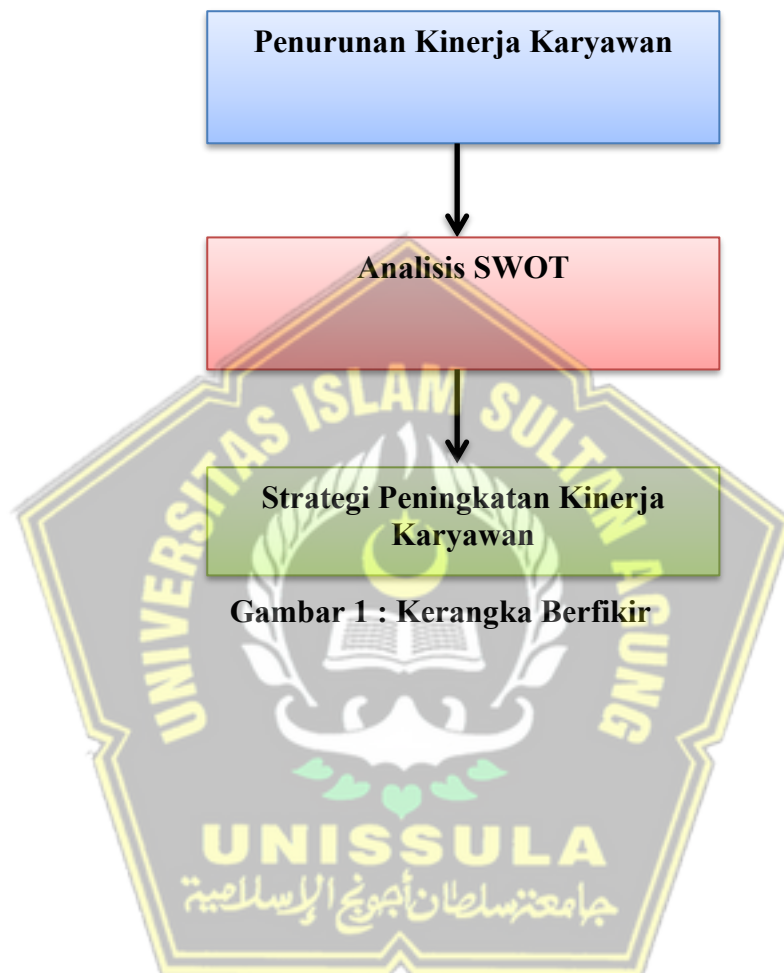 Penurunan Kinerja Karyawan
Analisis SWOT
Strategi Peningkatan Kinerja
Karyawan
Gambar 1 : Kerangka Berfikir
UNIVERSITAS ISLAM SULTAN AGUNG
UNISSULA
جامعة سلطان أجونج الإسلامية